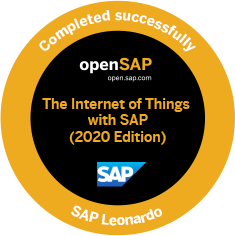 Completed successfully
openSAP
open.sap.com
The Internet of Things
with SAP
(2020 Edition)
SAP
SAP Leonardo